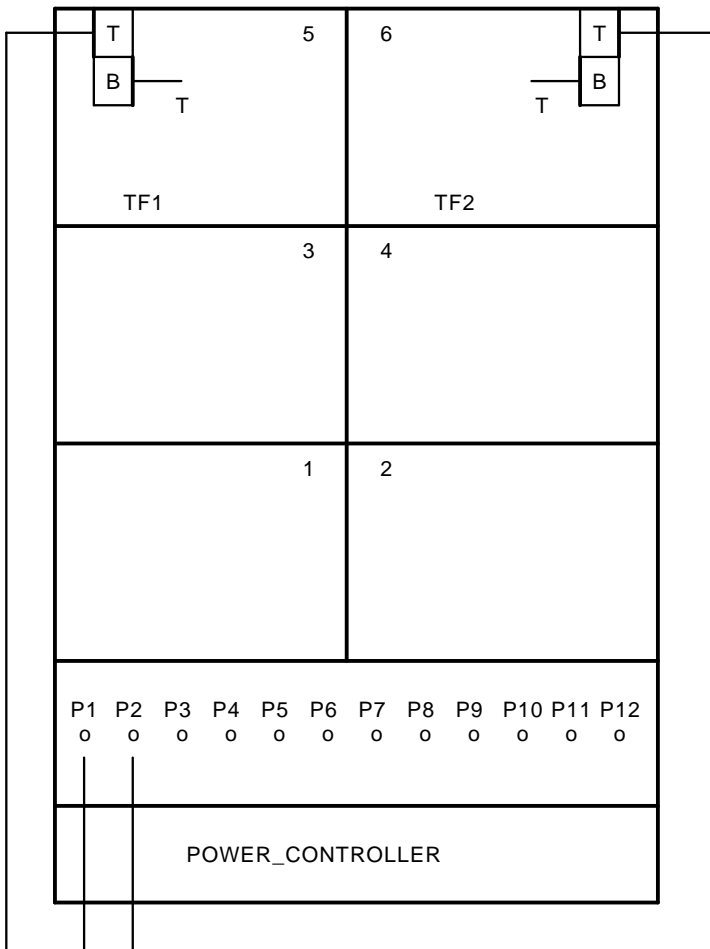 T 5 6 T
B B
T T
TF1 TF2
3 4
1 2
P1 P2 P3 P4 P5 P6 P7 P8 P9 P10 P11 P12
o o o o o o o o o o o o
POWER_CONTROLLER